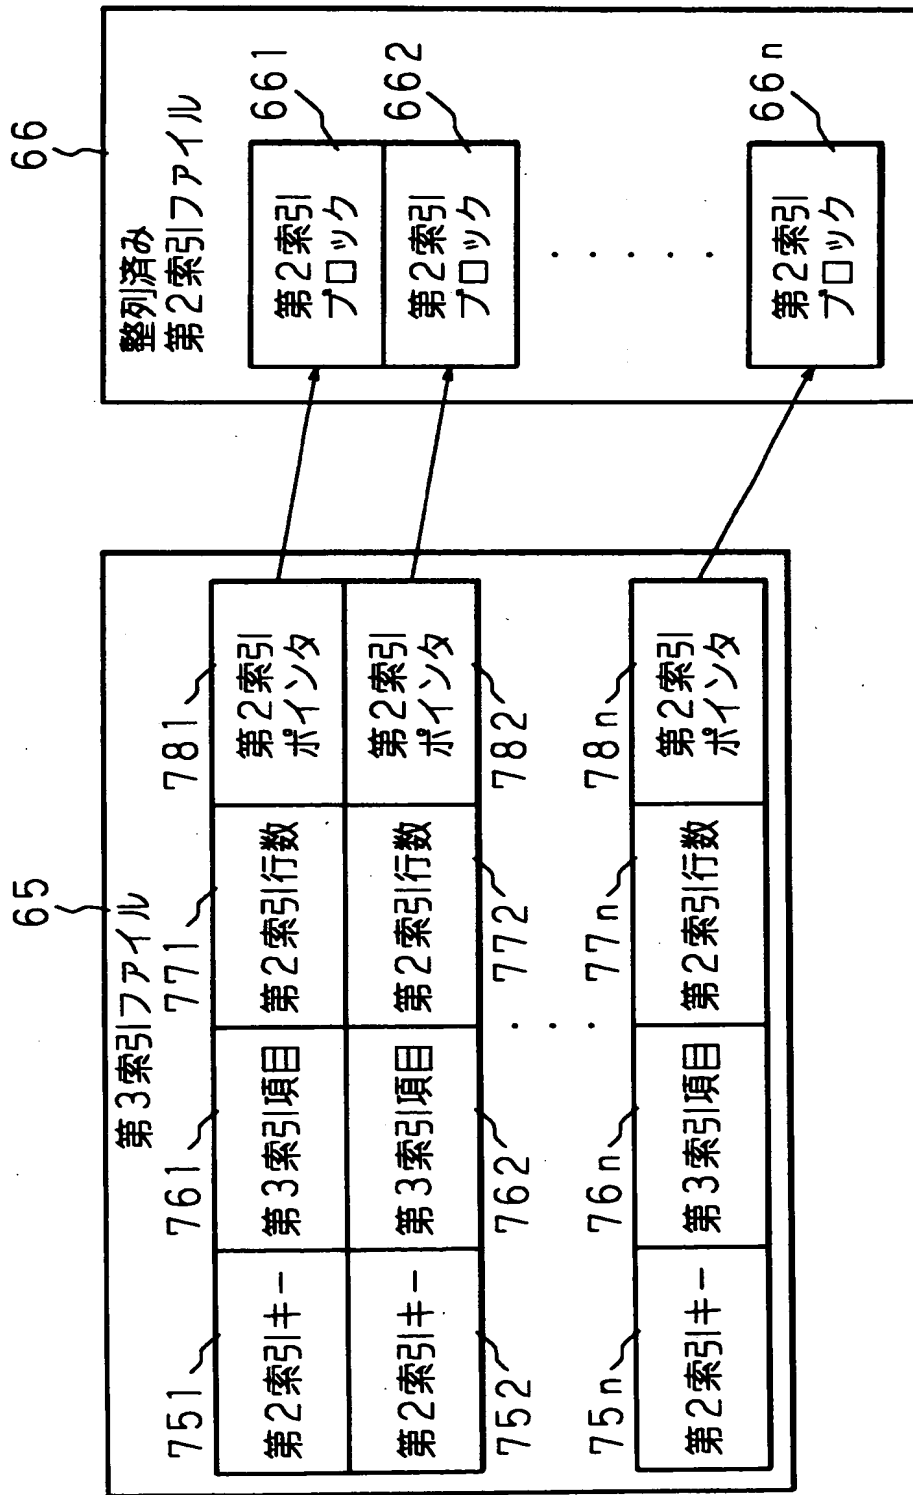 65
第3索引ファイル
751
761
771
781
第2索引キー
第3索引項目
第2索引行数
第2索引
ポインタ
第2索引キー
第3索引項目
第2索引行数
第2索引
ポインタ
752
762
772
782
・・・
75n
76n
77n
78n
第2索引キー
第3索引項目
第2索引行数
第2索引
ポインタ
66
整列済み
第2索引ファイル
第2索引
ブロック
661
第2索引
ブロック
662
・・・・・
第2索引
ブロック
66n